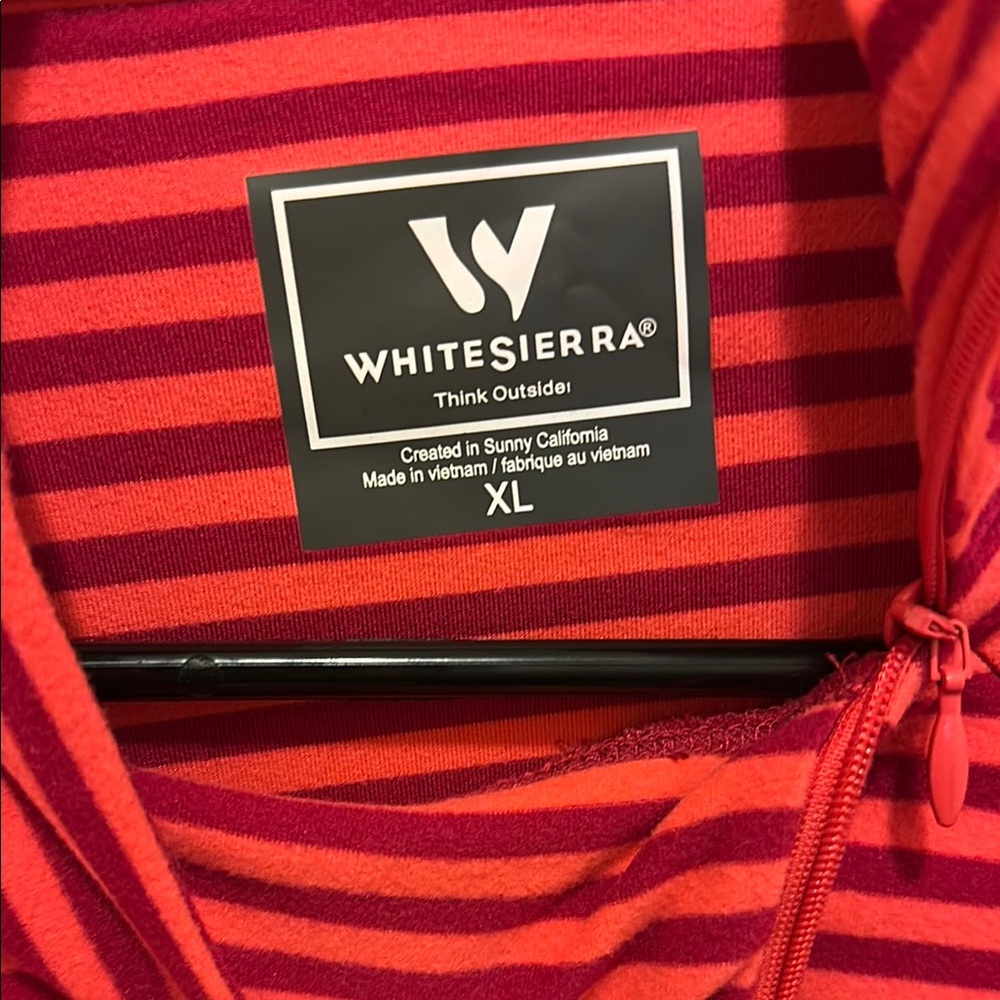 WHITESIERRA®
Think Outside!
Created in Sunny California
Made in vietnam / fabrique au vietnam
XL